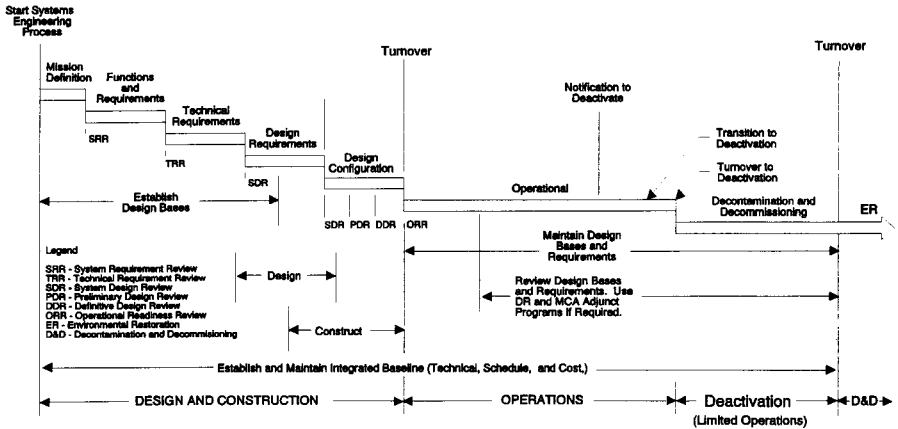 Start Systems
Engineering
Process
Turnover
Turnover
Mission
Definition
Functions
and
Requirements
Notification to
Deactivate
Technical
Requirements
SRR
Design
Requirements
Transition to
Deactivation
TRR
Design
Configuration
Turnover to
Deactivation
SDR
Operational
Decontamination and
Decommissioning
ER
Establish
Design Bases
SDR PDR DDR ORR
Maintain Design
Bases and
Requirements
Legend
SRR - System Requirement Review
TRR - Technical Requirement Review
SDR - System Design Review
PDR - Preliminary Design Review
DDR - Definitive Design Review
ORR - Operational Readiness Review
ER - Environmental Restoration
D&D - Decontamination and Decommisioning
Design
Review Design Bases
and Requirements. Use
DR and MCA Adjunct
Programs if Required.
Construct
Establish and Maintain Integrated Baseline (Technical, Schedule, and Cost,)
DESIGN AND CONSTRUCTION
OPERATIONS
Deactivation
(Limited Operations)
D&D